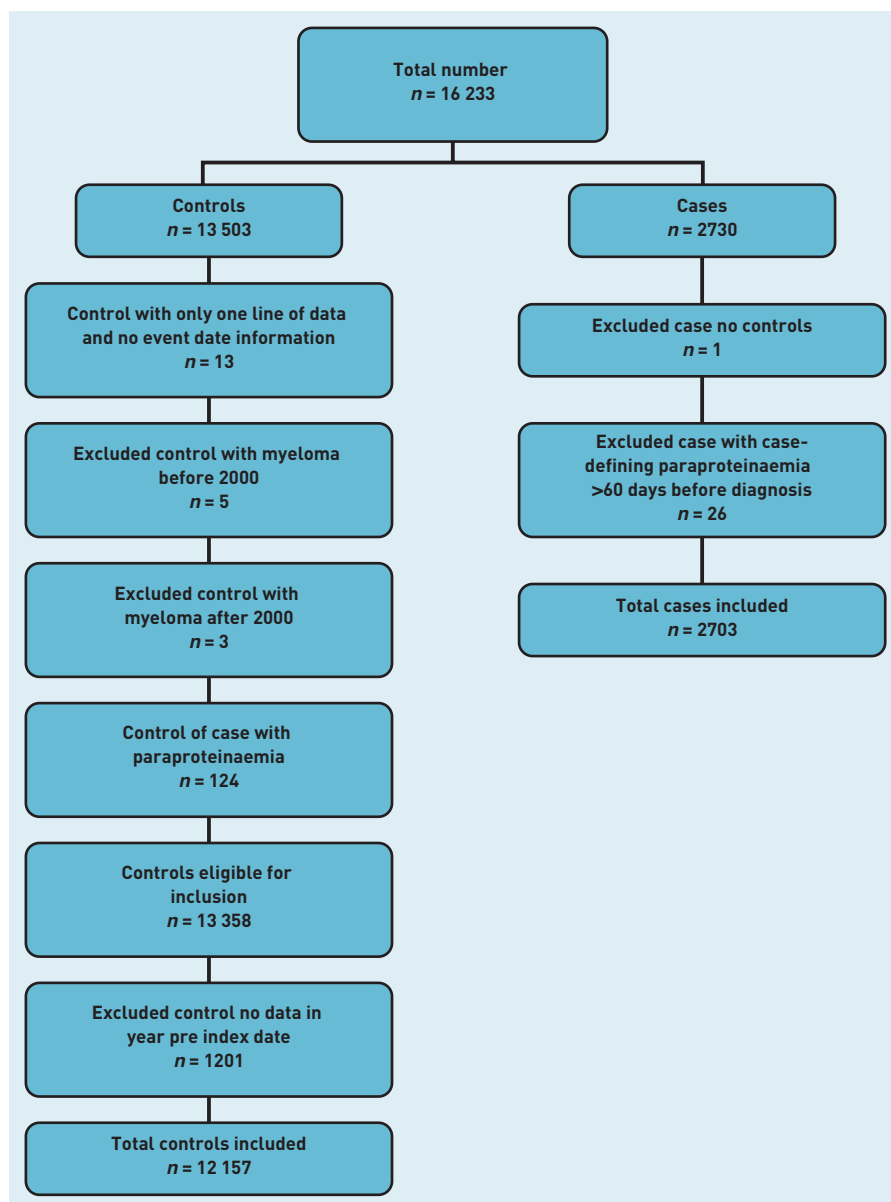 Total number
n = 16 233
Controls
n = 13 503
Control with only one line of data
and no event date information
n = 13
Excluded control with myeloma
before 2000
n = 5
Excluded control with
myeloma after 2000
n = 3
Control of case with
paraproteinaemia
n = 124
Controls eligible for
inclusion
n = 13 358
Excluded control no data in
year pre index date
n = 1201
Total controls included
n = 12 157
Cases
n = 2730
Excluded case no controls
n = 1
Excluded case with case-
defining paraproteinaemia
>60 days before diagnosis
n = 26
Total cases included
n = 2703